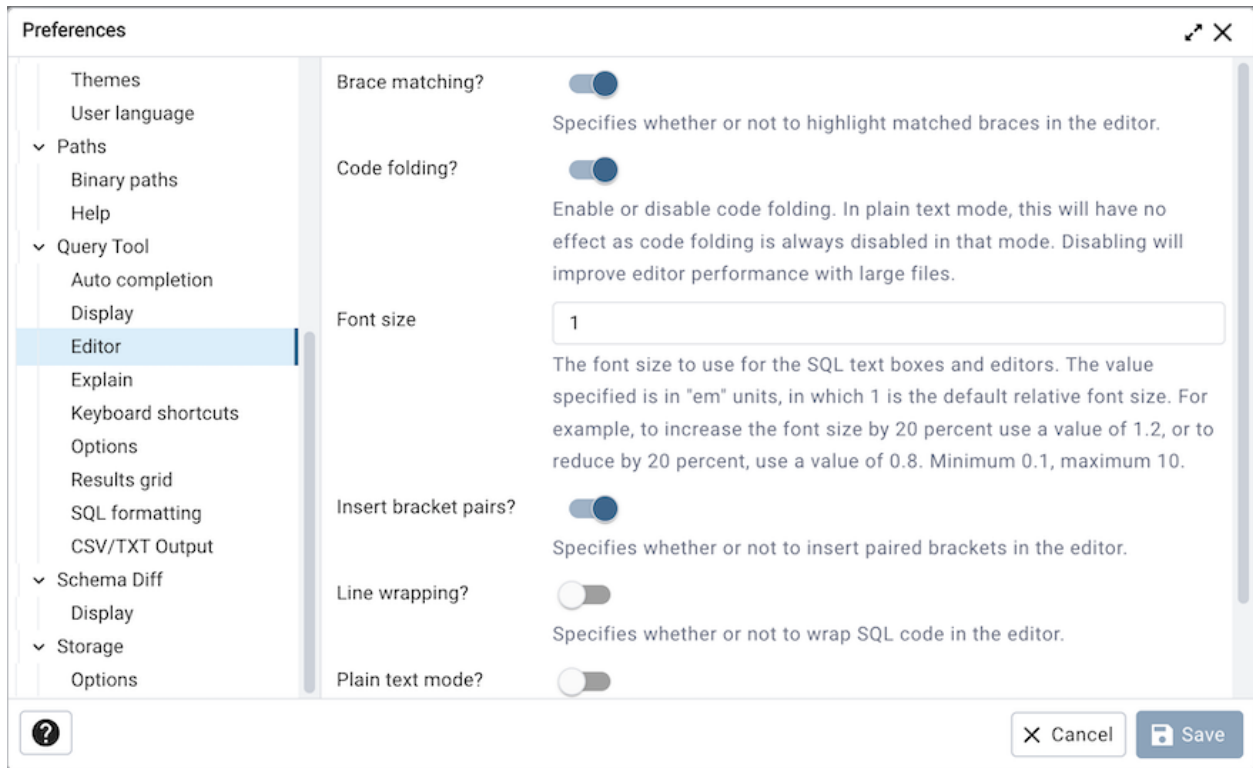 Preferences
Themes
User language
Paths
Binary paths
Help
Query Tool
Auto completion
Display
Editor
Explain
Keyboard shortcuts
Options
Results grid
SQL formatting
CSV/TXT Output
Schema Diff
Display
Storage
Options
Brace matching?
Specifies whether or not to highlight matched braces in the editor.
Code folding?
Enable or disable code folding. In plain text mode, this will have no
effect as code folding is always disabled in that mode. Disabling will
improve editor performance with large files.
Font size
1
The font size to use for the SQL text boxes and editors. The value
specified is in "em" units, in which 1 is the default relative font size. For
example, to increase the font size by 20 percent use a value of 1.2, or to
reduce by 20 percent, use a value of 0.8. Minimum 0.1, maximum 10.
Insert bracket pairs?
Specifies whether or not to insert paired brackets in the editor.
Line wrapping?
Specifies whether or not to wrap SQL code in the editor.
Plain text mode?
?
Cancel
Save